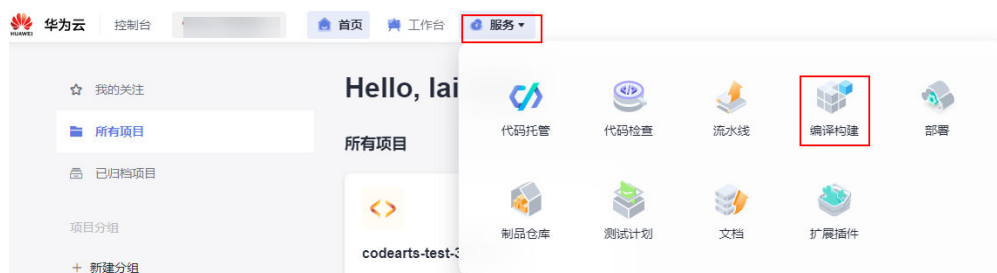 HUAWEI 华为云 控制台 首页 工作台 服务
我的关注
所有项目
已归档项目
项目分组
+ 新建分组
Hello, lai
所有项目
codearts-test-3
代码托管 代码检查 流水线 编译构建 部署
制品仓库 测试计划 文档 扩展插件